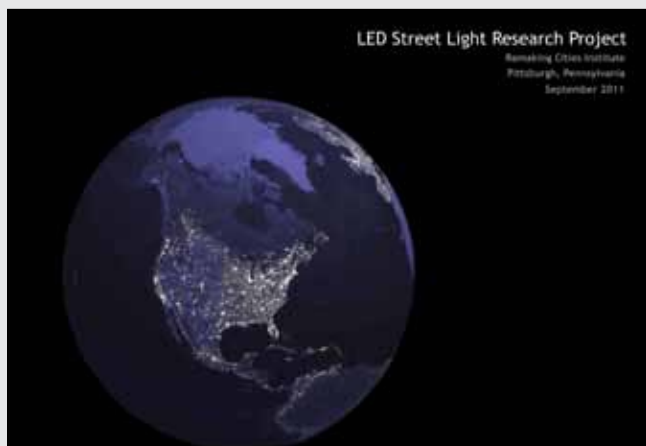 LED Street Light Research Project
Remaking Cities Institute
Pittsburgh, Pennsylvania
September 2011